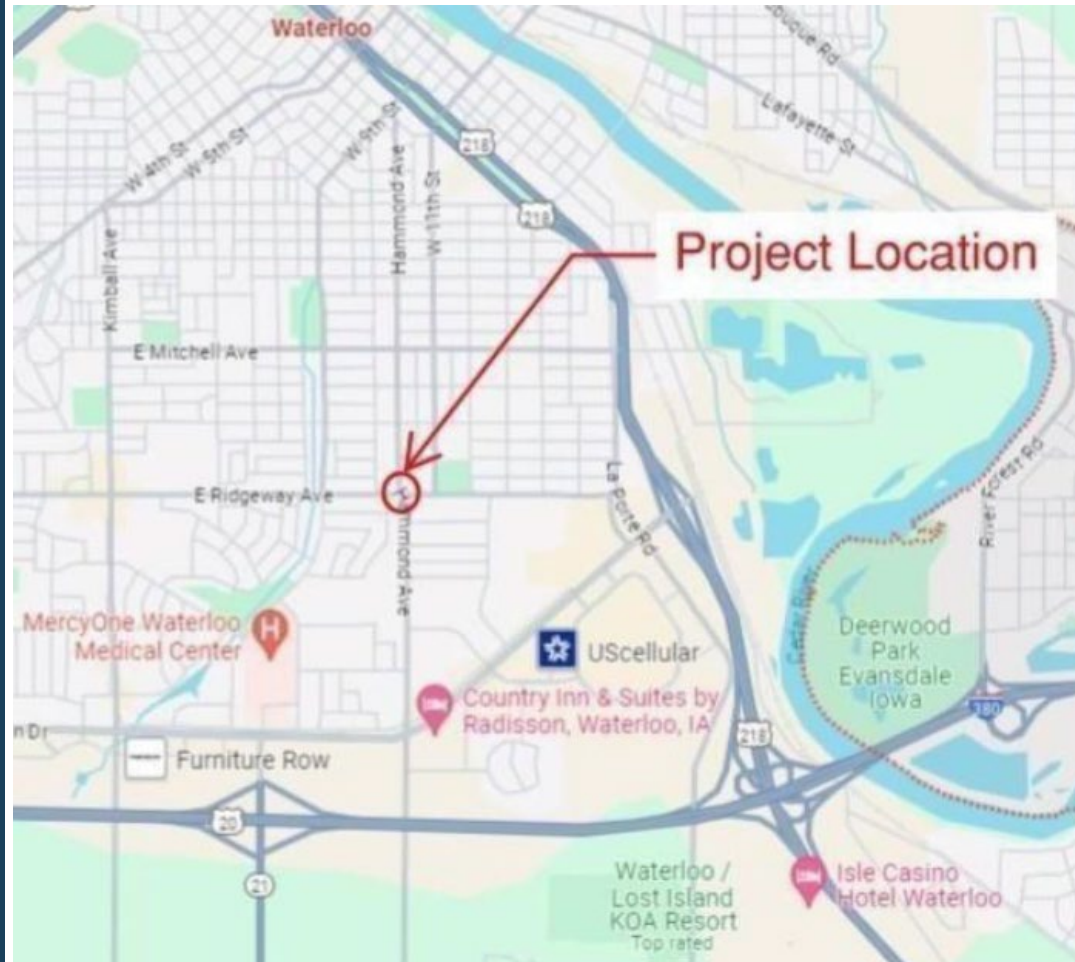 Waterloo
218
218
Lafayette St
W 4th St
W 5th St
W 9th St
Hammond Ave
W 11th St
Kimball Ave
Project Location
E Mitchell Ave
E Ridgeway Ave
La Porte Rd
River Forest Rd
Cedar River
MercyOne Waterloo
Medical Center
H
UScellular
Deerwood
Park
Evansdale
Iowa
Country Inn & Suites by
Radisson, Waterloo, IA
380
218
n Dr
Furniture Row
20
21
Waterloo /
Lost Island
KOA Resort
Top rated
Isle Casino
Hotel Waterloo